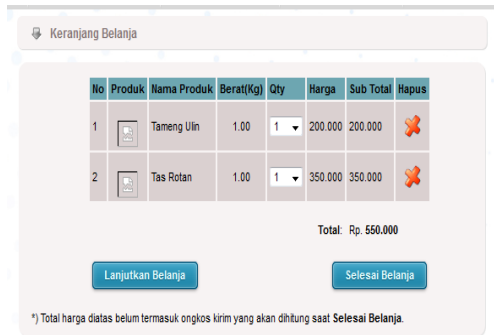 Keranjang Belanja
No Produk Nama Produk Berat(Kg) Qty Harga Sub Total Hapus
1 Tameng Ulin 1.00 1 200.000 200.000
2 Tas Rotan 1.00 1 350.000 350.000
Total: Rp. 550.000
Lanjutkan Belanja Selesai Belanja
*) Total harga diatas belum termasuk ongkos kirim yang akan dihitung saat Selesai Belanja.